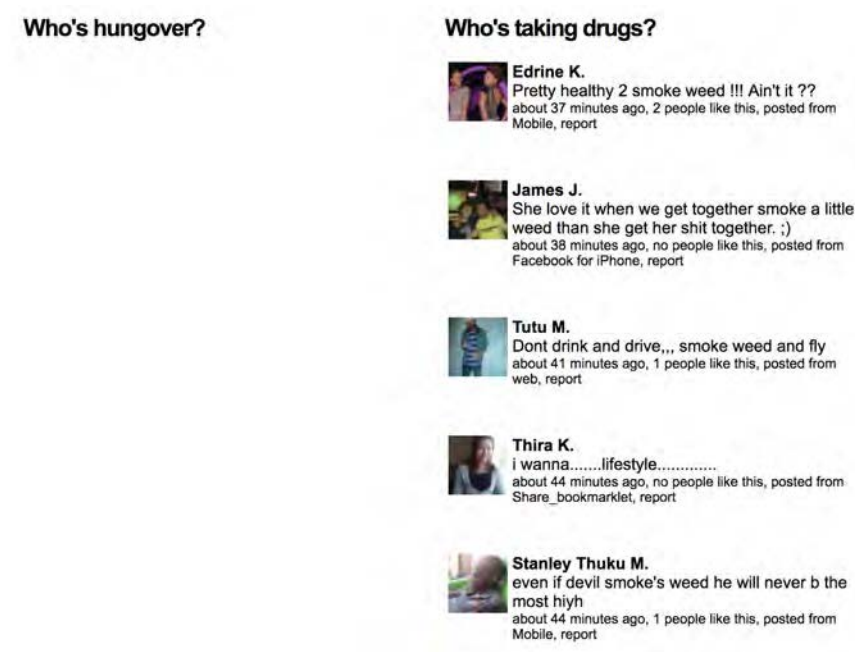 Who's hungover?
Who's taking drugs?
Edrine K.
Pretty healthy 2 smoke weed !!! Ain't it ??
about 37 minutes ago, 2 people like this, posted from
Mobile, report
James J.
She love it when we get together smoke a little
weed than she get her shit together. ;)
about 38 minutes ago, no people like this, posted from
Facebook for iPhone, report
Tutu M.
Dont drink and drive,,, smoke weed and fly
about 41 minutes ago, 1 people like this, posted from
web, report
Thira K.
i wanna.......lifestyle.............
about 44 minutes ago, no people like this, posted from
Share_bookmarklet, report
Stanley Thuku M.
even if devil smoke's weed he will never b the
most hiyh
about 44 minutes ago, 1 people like this, posted from
Mobile, report